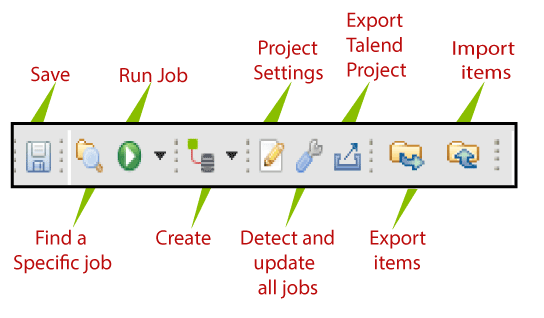 Save
Run Job
Project
Settings
Export
Talend
Project
Import
items
Find a
Specific job
Create
Detect and
update
all jobs
Export
items